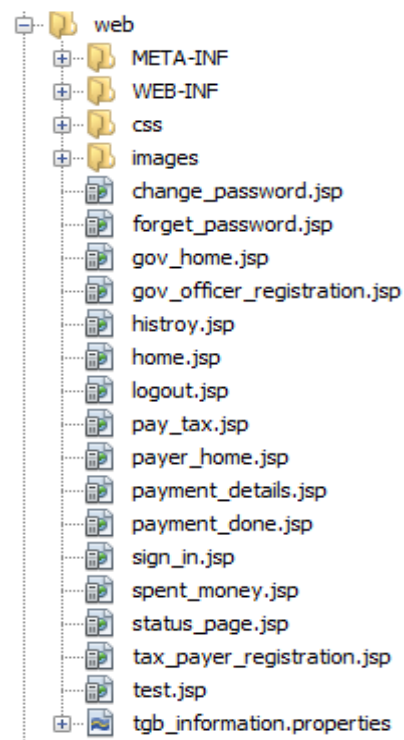 web
META-INF
WEB-INF
css
images
change_password.jsp
forget_password.jsp
gov_home.jsp
gov_officer_registration.jsp
histroy.jsp
home.jsp
logout.jsp
pay_tax.jsp
payer_home.jsp
payment_details.jsp
payment_done.jsp
sign_in.jsp
spent_money.jsp
status_page.jsp
tax_payer_registration.jsp
test.jsp
tgb_information.properties